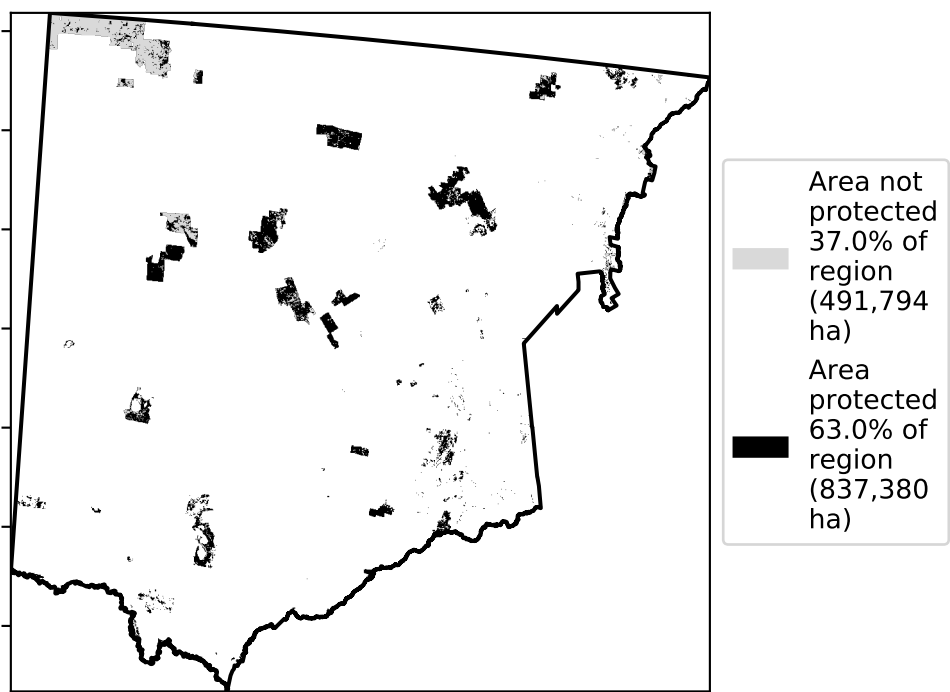 Area not
protected
37.0% of
region
(491,794
ha)
Area
protected
63.0% of
region
(837,380
ha)